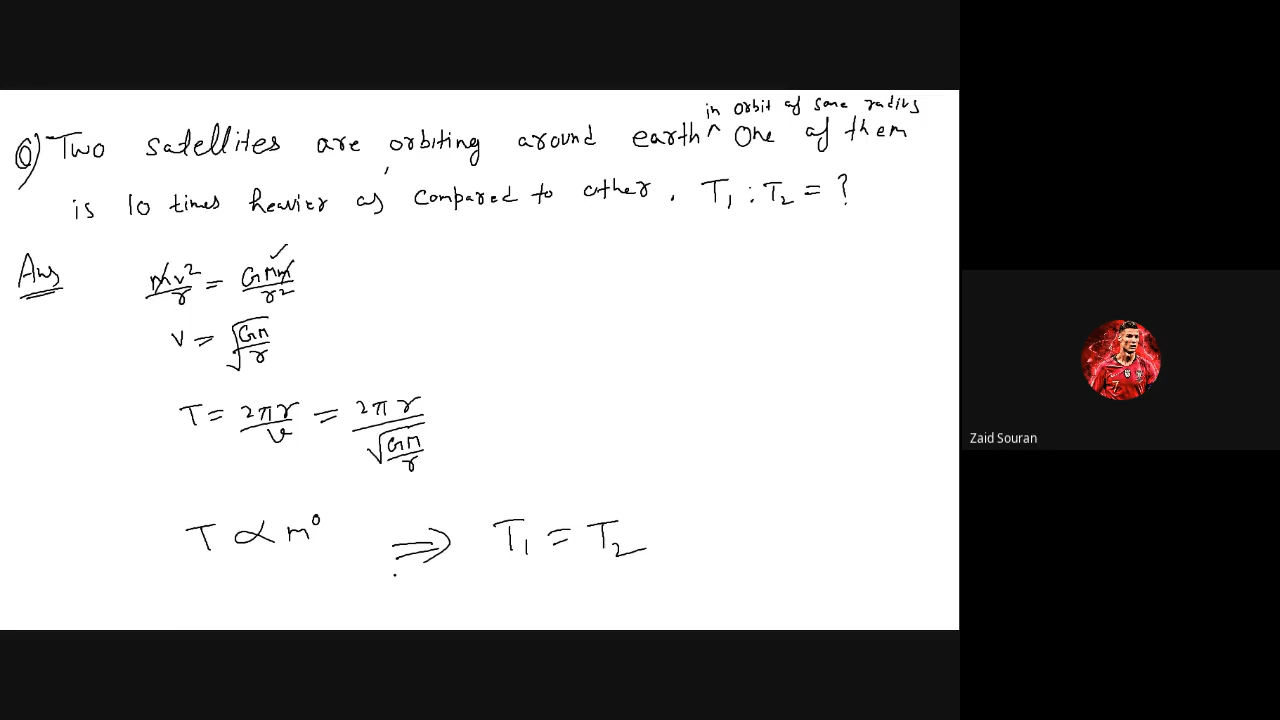 in orbit of same radius
Q) Two satellites are orbiting around earth ^ One of them
is 10 times heavier as compared to other. T₁ : T₂ = ?
Ans
mv²/r = GMm/r²
v = √(GM/r)
T = 2πr/v = 2πr/√(GM/r)
T ∝ m⁰ ⇒ T₁ = T₂
7
Zaid Souran